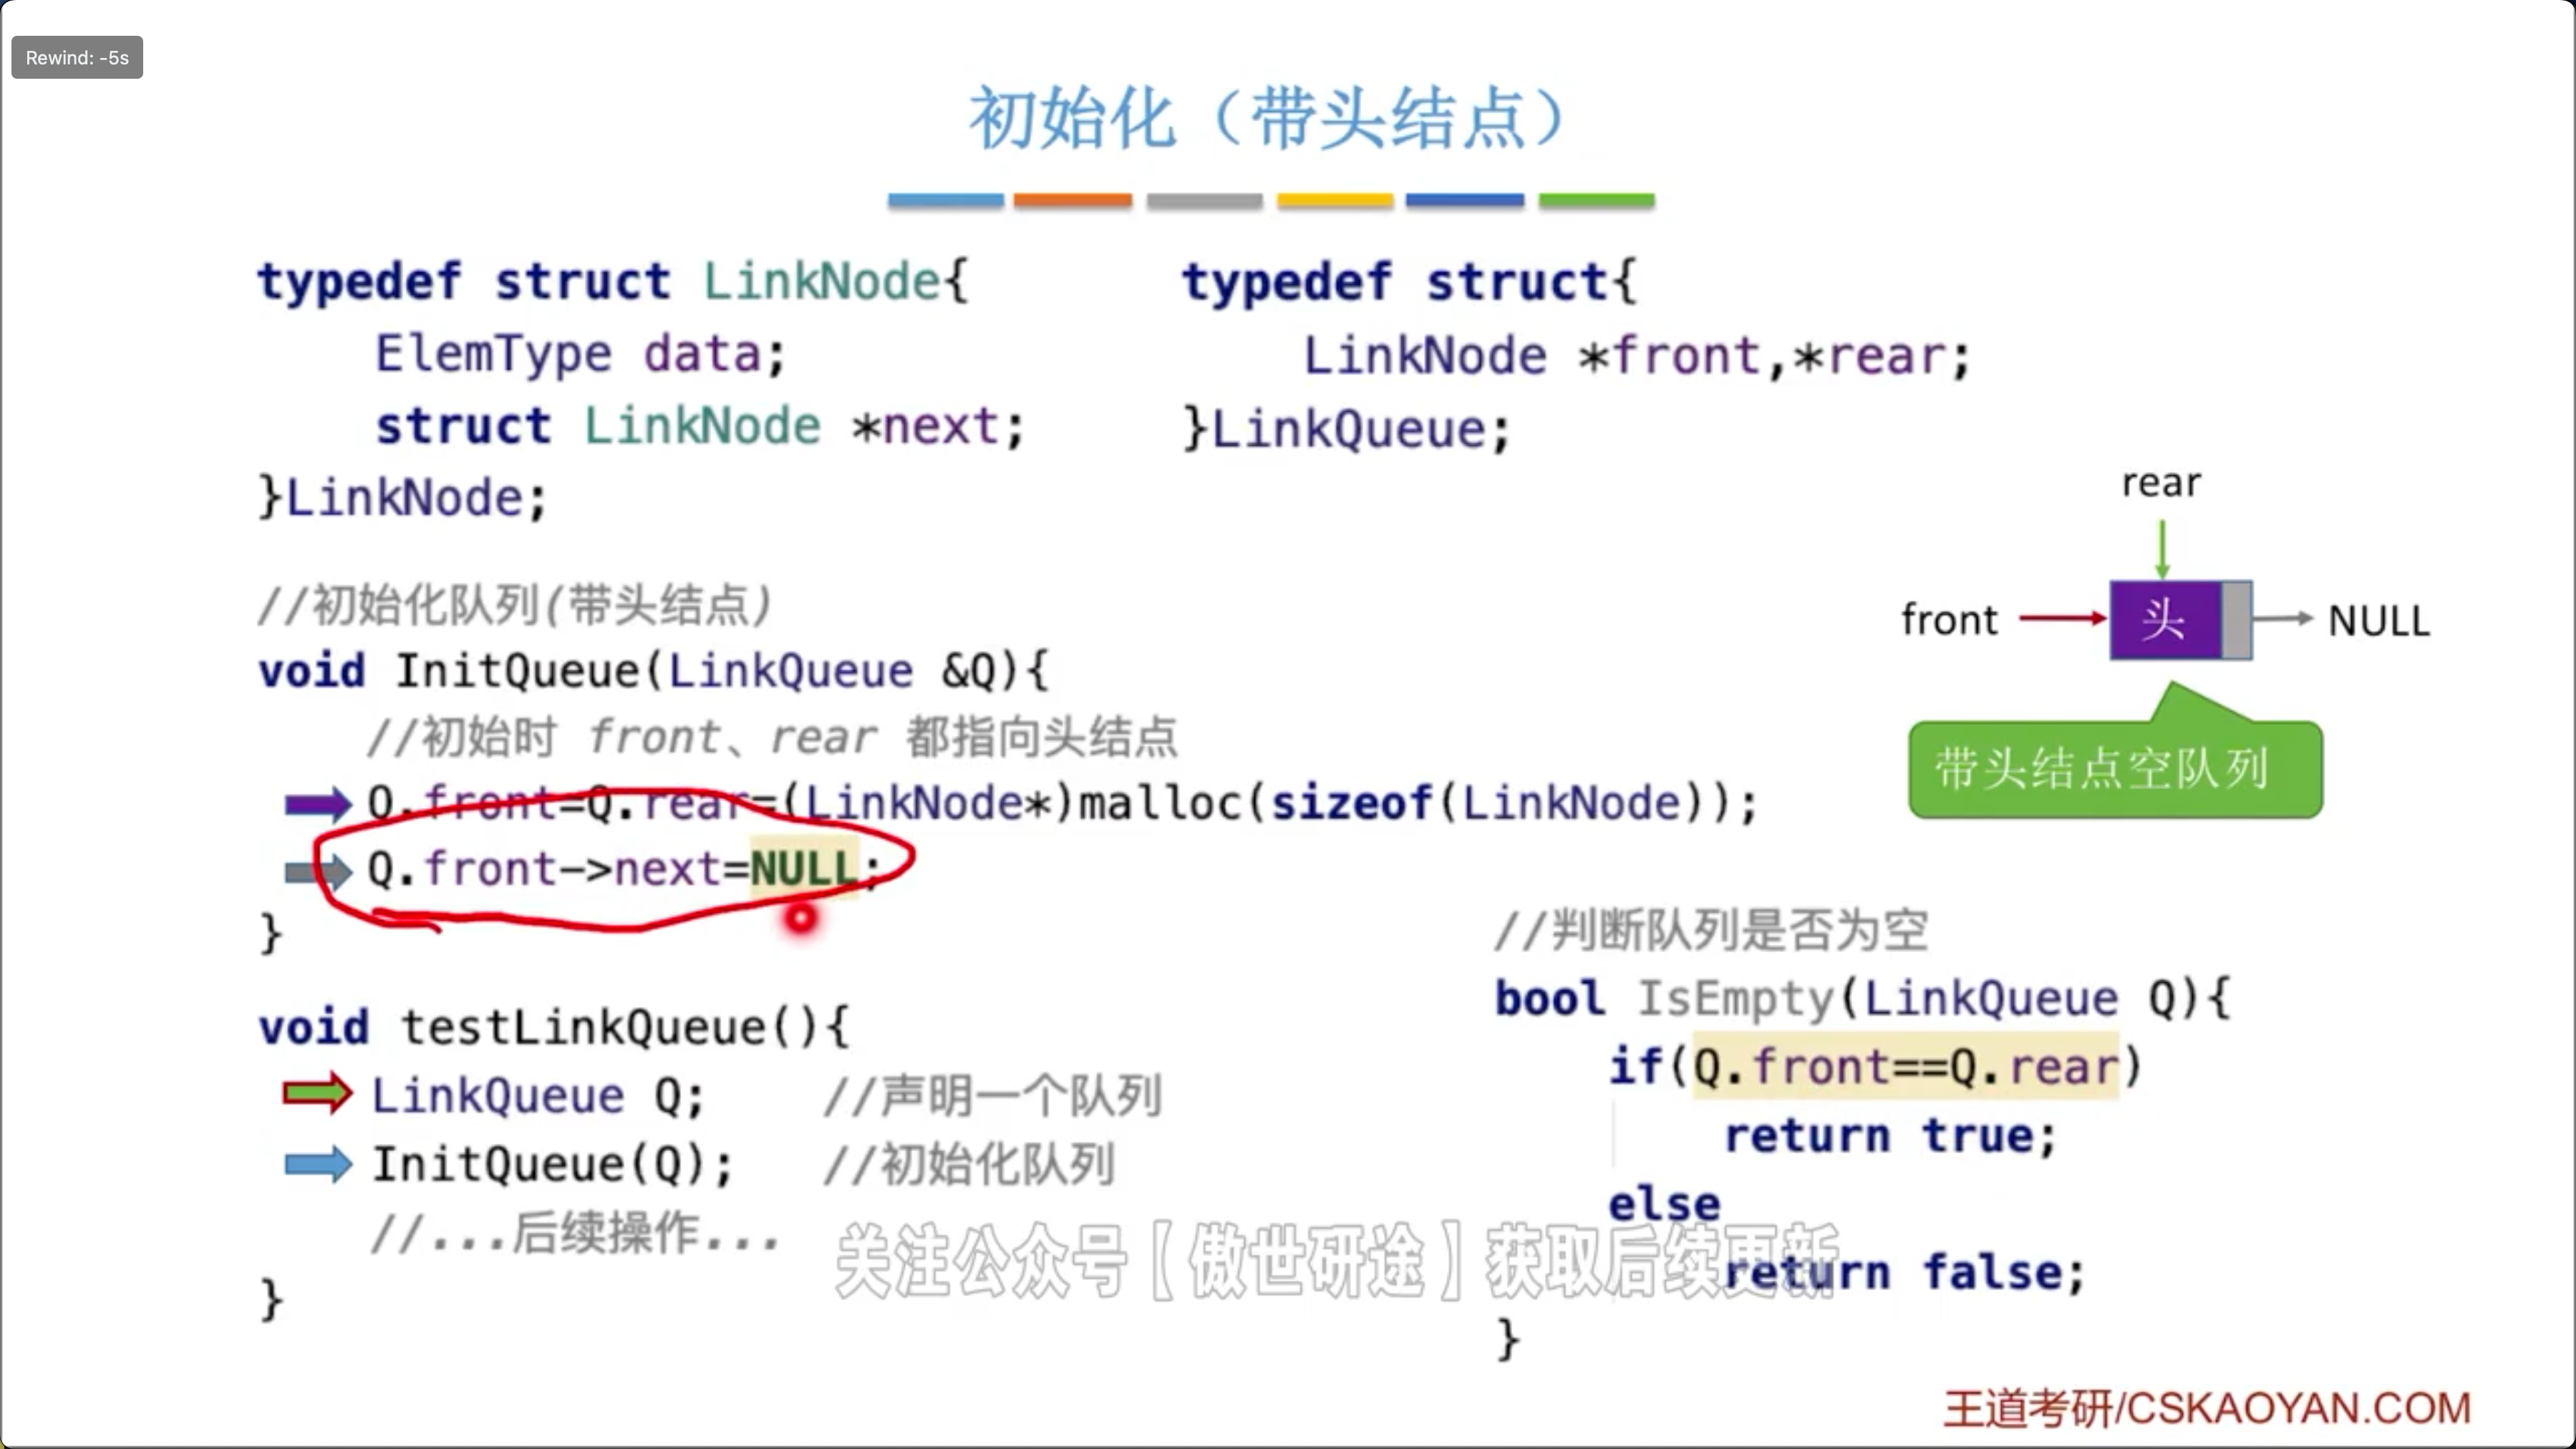 Rewind: -5s
初始化（带头结点）
typedef struct LinkNode{
ElemType data;
struct LinkNode *next;
}LinkNode;
typedef struct{
LinkNode *front,*rear;
}LinkQueue;
rear
front
头
NULL
带头结点空队列
//初始化队列(带头结点)
void InitQueue(LinkQueue &Q){
//初始时 front、rear 都指向头结点
Q.front=Q.rear=(LinkNode*)malloc(sizeof(LinkNode));
Q.front->next=NULL;
}
void testLinkQueue(){
LinkQueue Q; //声明一个队列
InitQueue(Q); //初始化队列
//...后续操作...
}
//判断队列是否为空
bool IsEmpty(LinkQueue Q){
if(Q.front==Q.rear)
return true;
else
return false;
}
关注公众号【傲世研途】获取后续更新
王道考研/CSKAOYAN.COM